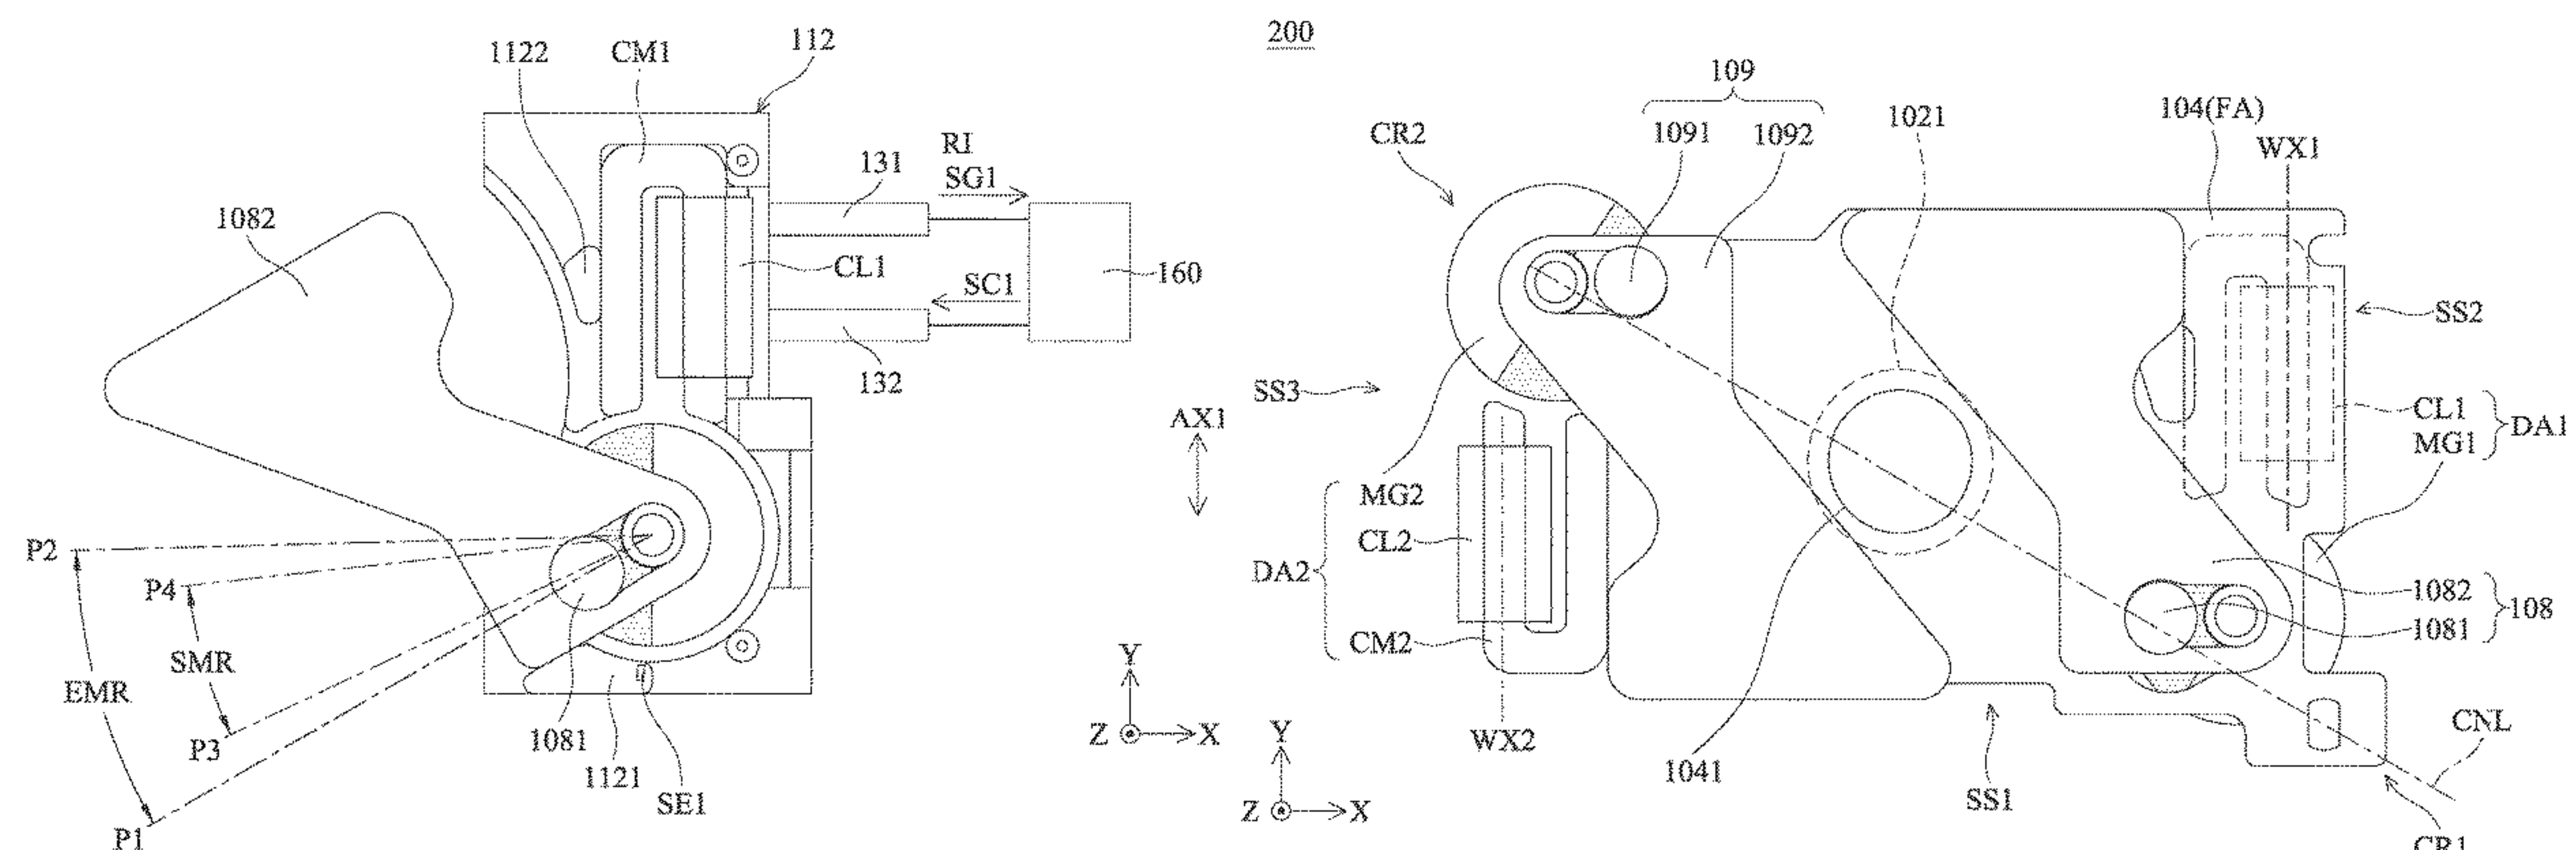 1122
CM1
112
1082
RI
SG1
131
CL1
SC1
160
132
P2
P4
SMR
EMR
P3
P1
1081
1121
SE1
Y
Z
X
200
109
1091
1092
1021
104(FA)
WX1
CR2
SS2
SS3
CL1
MG1
DA1
AX1
MG2
CL2
DA2
CM2
1082
1081
108
WX2
1041
SS1
CNL
CR1
Y
Z
X